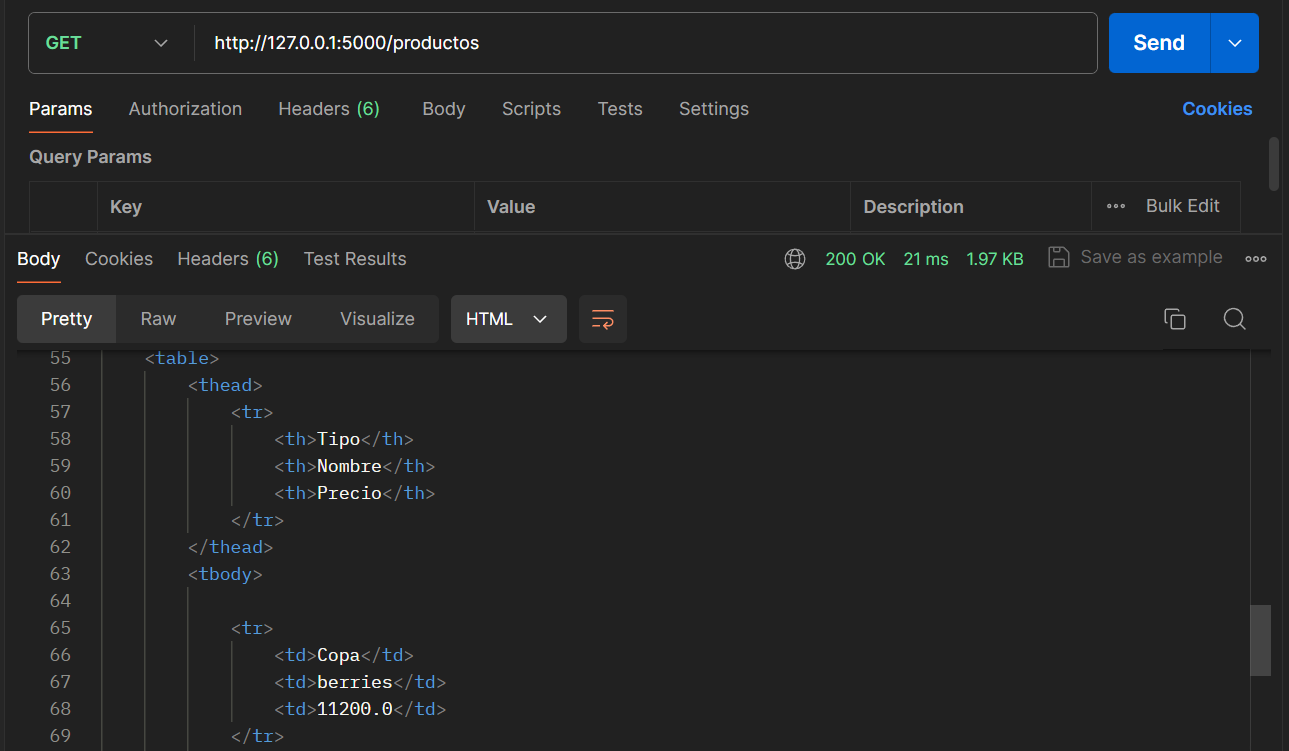 GET http://127.0.0.1:5000/productos Send
Params Authorization Headers (6) Body Scripts Tests Settings Cookies
Query Params
Key Value Description Bulk Edit
Body Cookies Headers (6) Test Results 200 OK 21 ms 1.97 KB Save as example
Pretty Raw Preview Visualize HTML
55 <table>
56 <thead>
57 <tr>
58 <th>Tipo</th>
59 <th>Nombre</th>
60 <th>Precio</th>
61 </tr>
62 </thead>
63 <tbody>
64
65 <tr>
66 <td>Copa</td>
67 <td>berries</td>
68 <td>11200.0</td>
69 </tr>